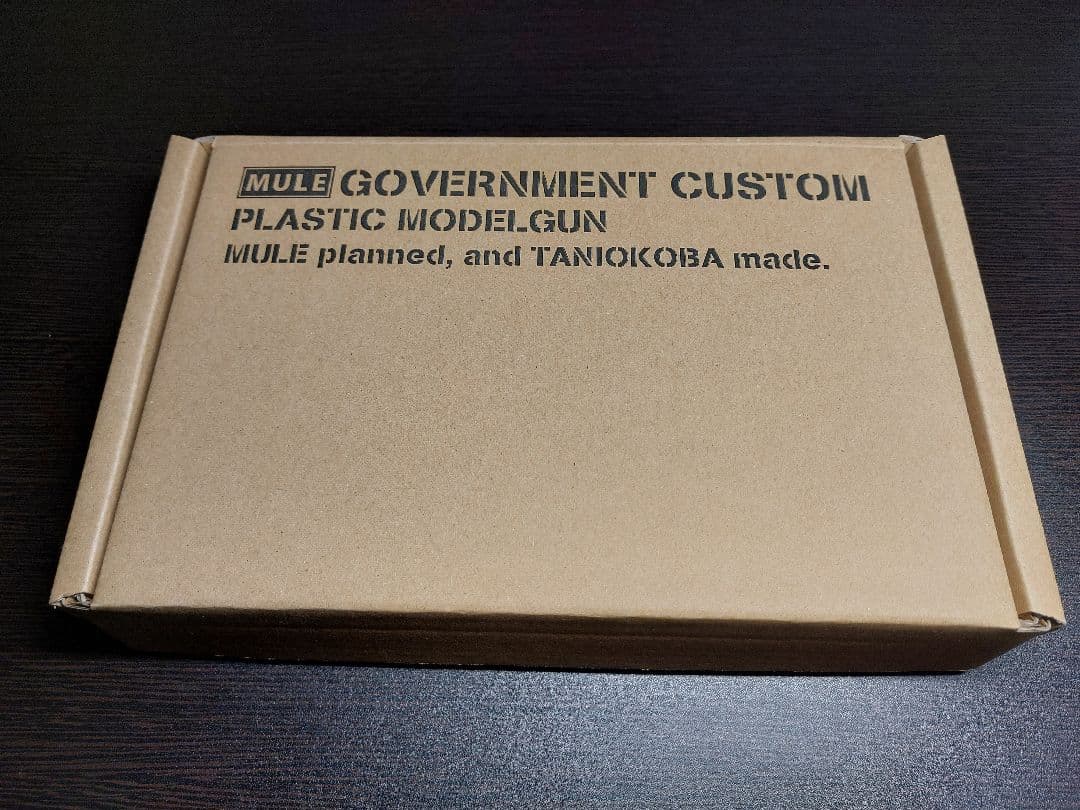 MULE GOVERNMENT CUSTOM
PLASTIC MODELGUN
MULE planned, and TANIOKOBA made.